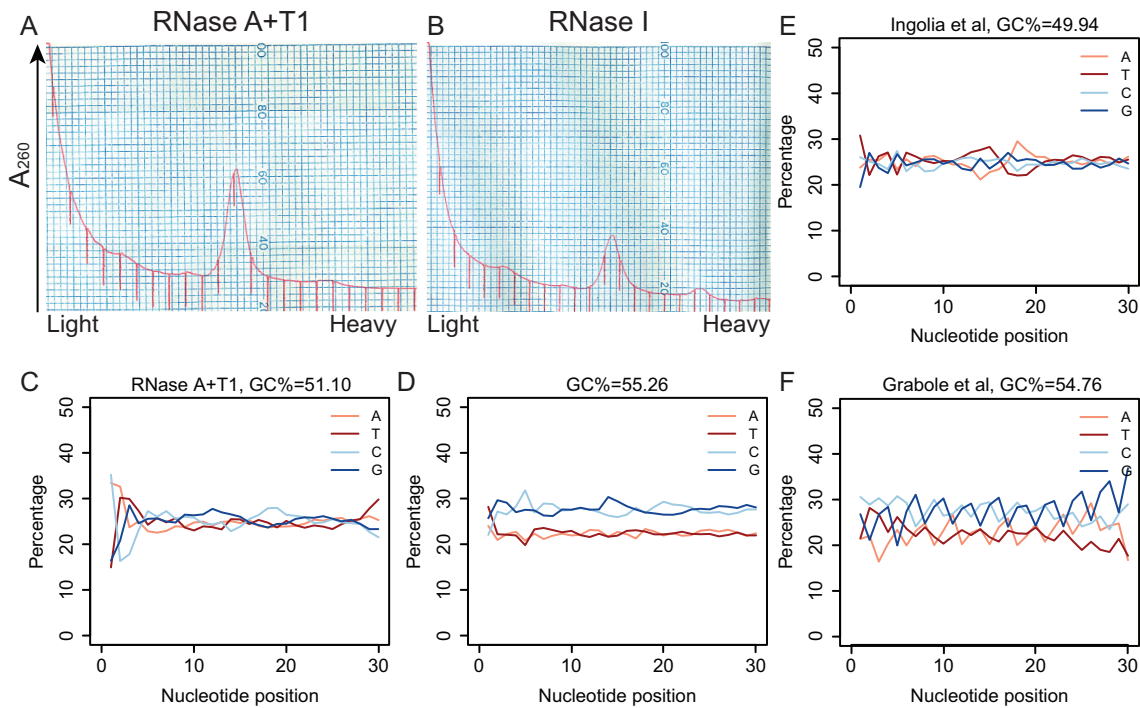 A
RNase A+T1
A260
00
80
60
40
2
Light
Heavy
B
RNase I
100
80
60
40
20
Light
Heavy
E
Ingolia et al, GC%=49.94
Percentage
50
40
30
20
10
0
A
T
C
G
0
10
20
30
Nucleotide position
C
RNase A+T1, GC%=51.10
Percentage
50
40
30
20
10
0
A
T
C
G
0
10
20
30
Nucleotide position
D
GC%=55.26
Percentage
50
40
30
20
10
0
A
T
C
G
0
10
20
30
Nucleotide position
F
Grabole et al, GC%=54.76
Percentage
50
40
30
20
10
0
A
T
C
G
0
10
20
30
Nucleotide position